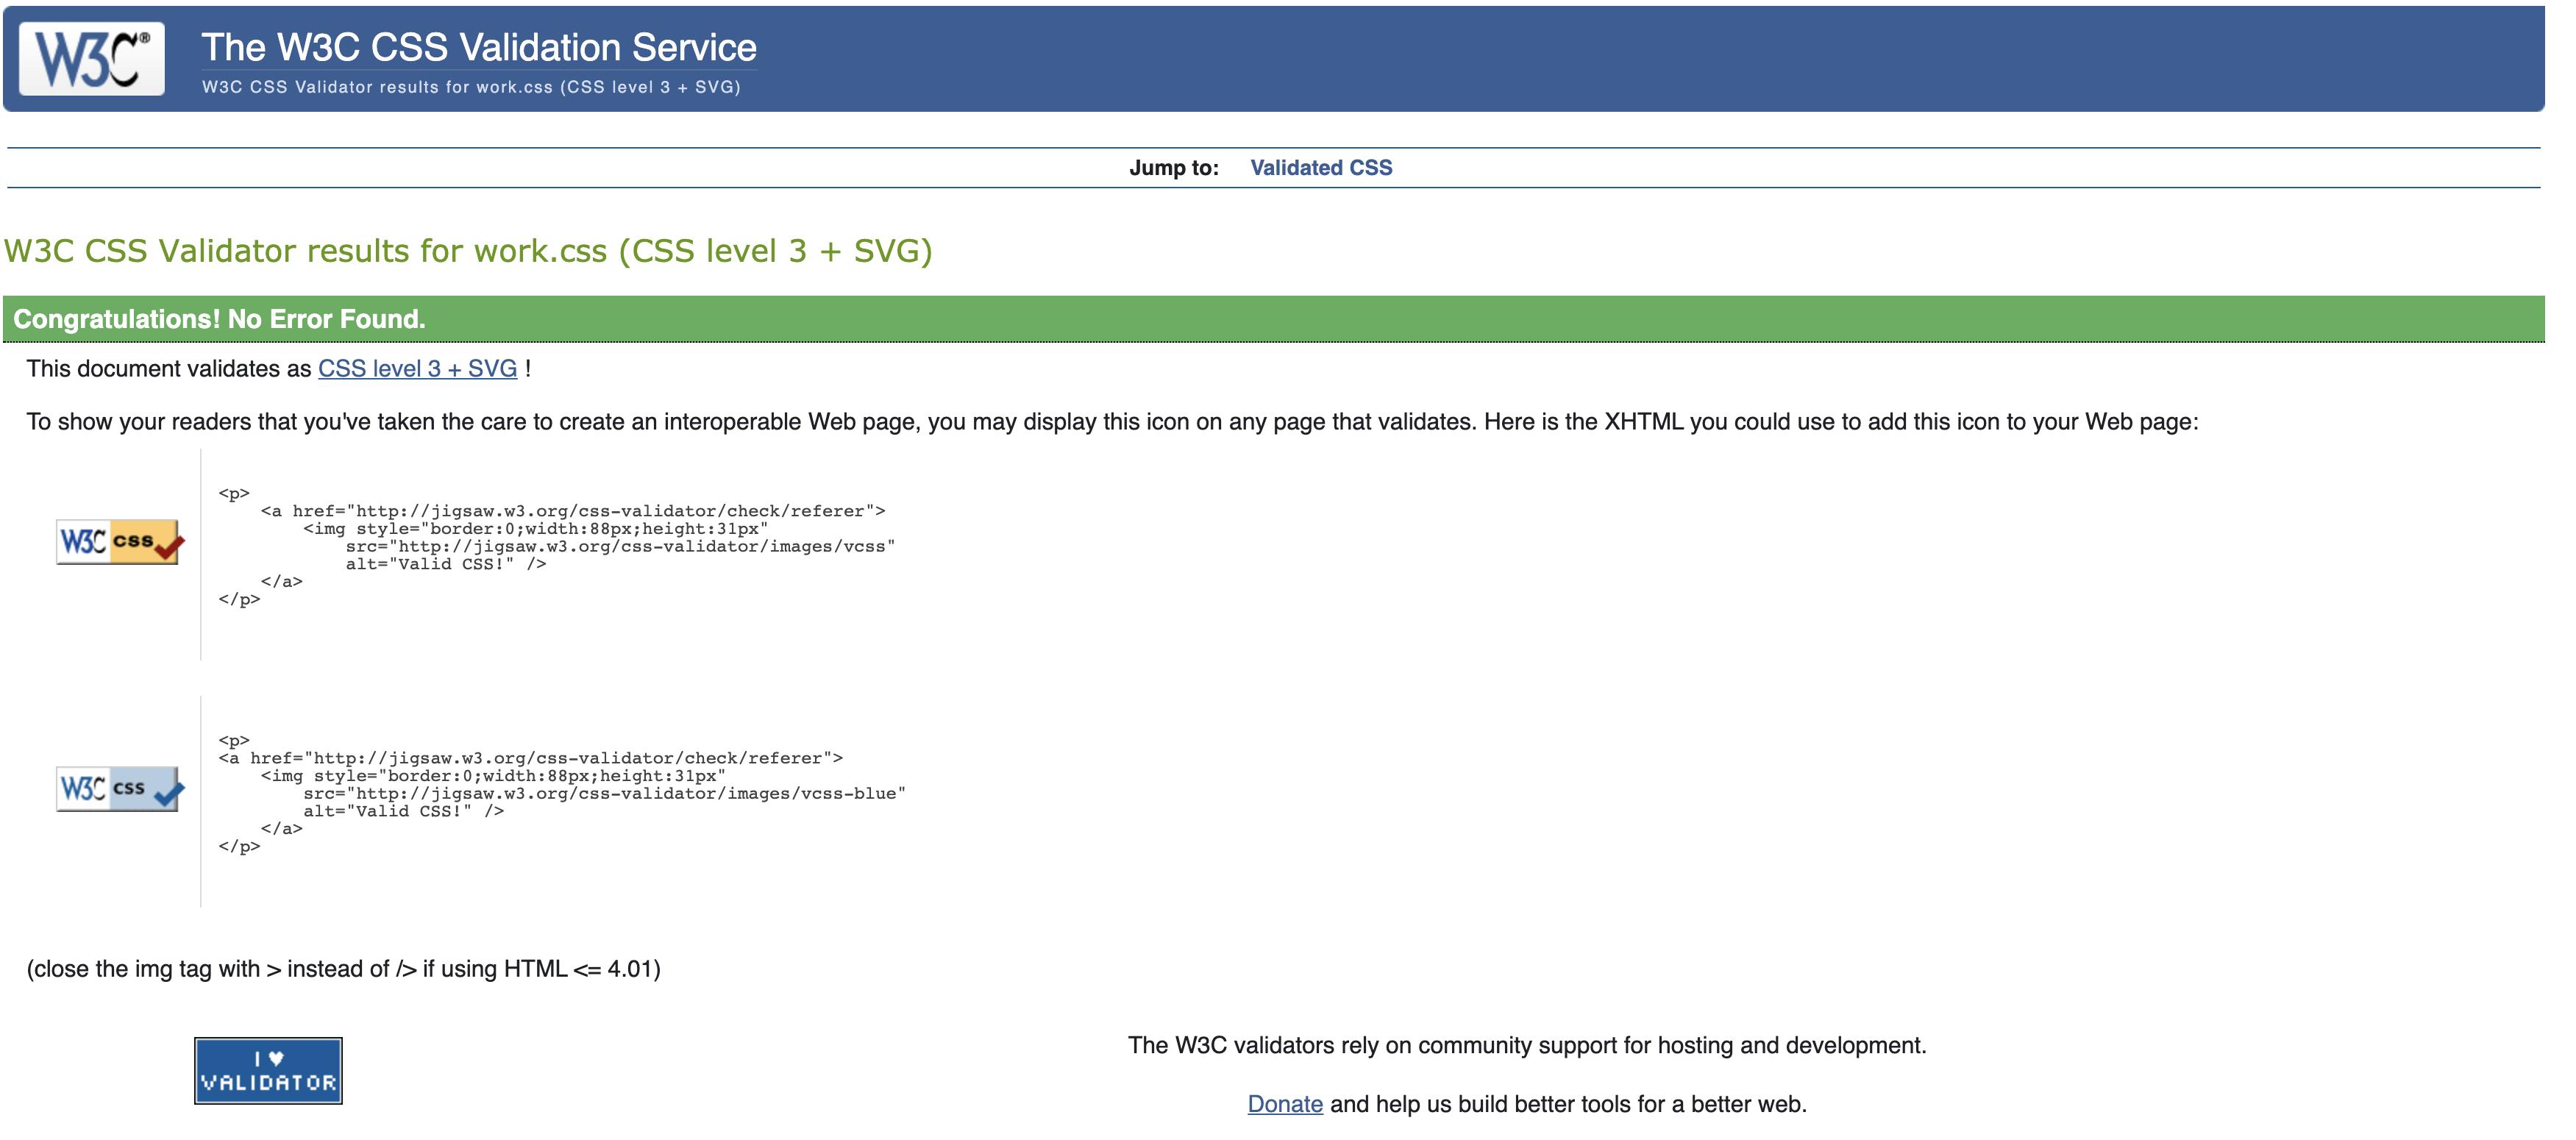 W3C®
The W3C CSS Validation Service
W3C CSS Validator results for work.css (CSS level 3 + SVG)
Jump to: Validated CSS
W3C CSS Validator results for work.css (CSS level 3 + SVG)
Congratulations! No Error Found.
This document validates as CSS level 3 + SVG !
To show your readers that you've taken the care to create an interoperable Web page, you may display this icon on any page that validates. Here is the XHTML you could use to add this icon to your Web page:
W3C css
<p>
    <a href="http://jigsaw.w3.org/css-validator/check/referer">
        <img style="border:0;width:88px;height:31px"
            src="http://jigsaw.w3.org/css-validator/images/vcss"
            alt="Valid CSS!" />
    </a>
</p>
W3C css
<p>
<a href="http://jigsaw.w3.org/css-validator/check/referer">
    <img style="border:0;width:88px;height:31px"
        src="http://jigsaw.w3.org/css-validator/images/vcss-blue"
        alt="Valid CSS!" />
    </a>
</p>
(close the img tag with > instead of /> if using HTML <= 4.01)
I ♥
VALIDATOR
The W3C validators rely on community support for hosting and development.
Donate and help us build better tools for a better web.